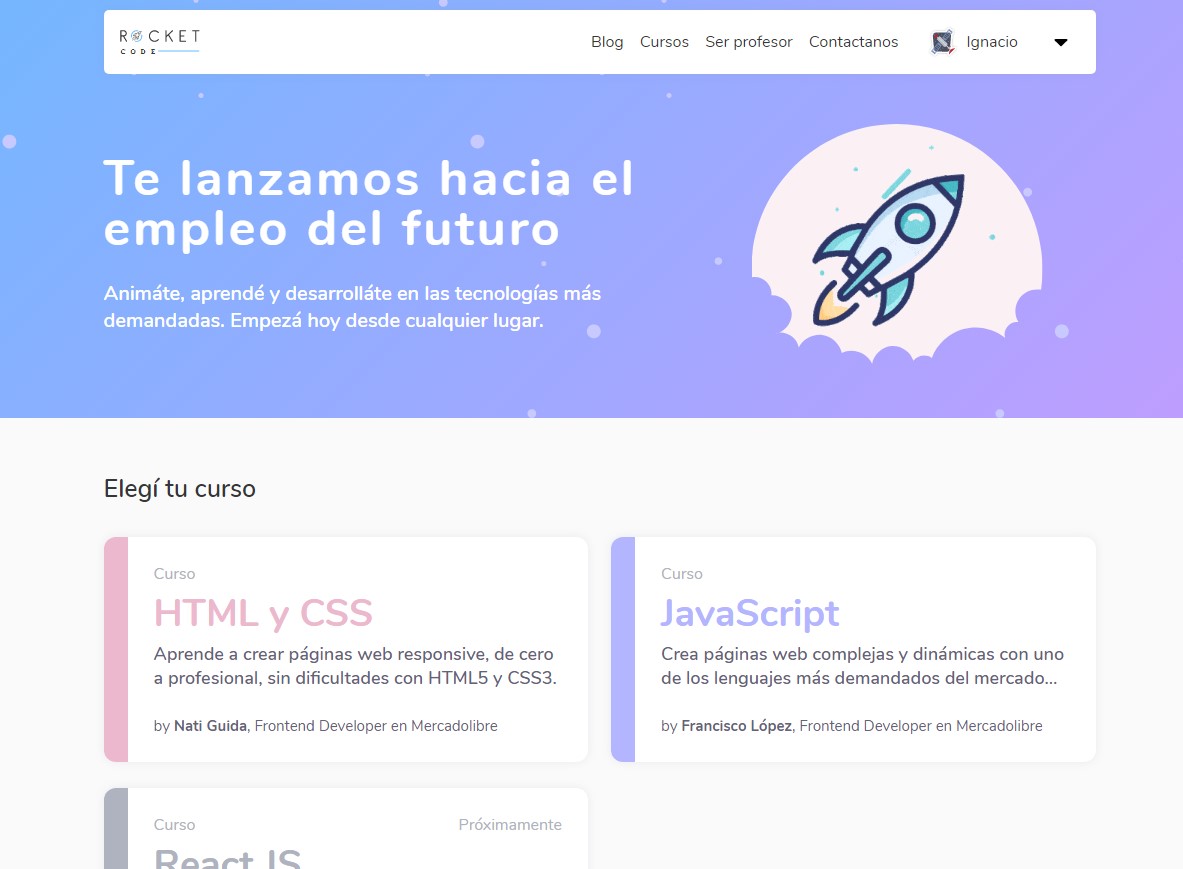 ROCKET
CODE
Blog Cursos Ser profesor Contactanos Ignacio
Te lanzamos hacia el
empleo del futuro
Animáte, aprendé y desarrolláte en las tecnologías más
demandadas. Empezá hoy desde cualquier lugar.
Elegí tu curso
Curso
HTML y CSS
Aprende a crear páginas web responsive, de cero
a profesional, sin dificultades con HTML5 y CSS3.
by Nati Guida, Frontend Developer en Mercadolibre
Curso
JavaScript
Crea páginas web complejas y dinámicas con uno
de los lenguajes más demandados del mercado...
by Francisco López, Frontend Developer en Mercadolibre
Curso Próximamente
React JS